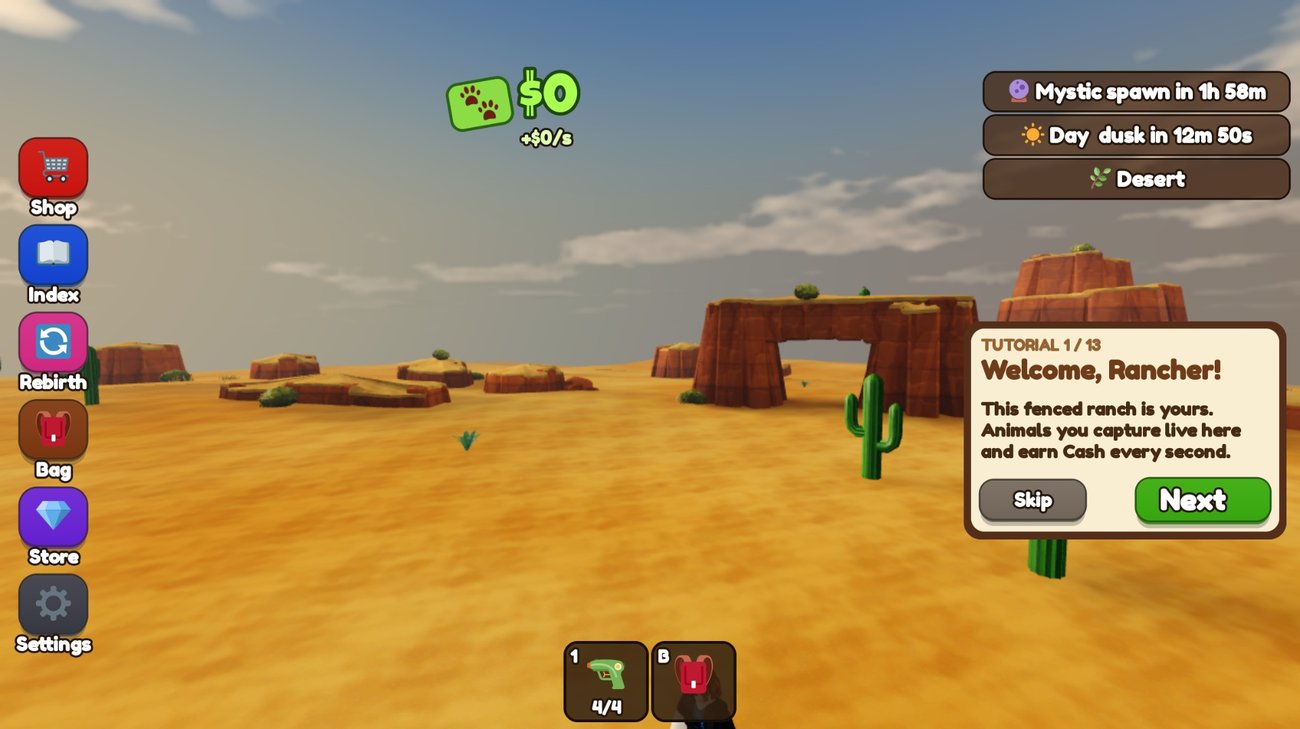 $0
+$0/s
Mystic spawn in 1h 58m
Day dusk in 12m 50s
Desert
Shop
Index
Rebirth
Bag
Store
Settings
TUTORIAL 1 / 13
Welcome, Rancher!
This fenced ranch is yours.
Animals you capture live here
and earn Cash every second.
Skip
Next
1
4/4
B